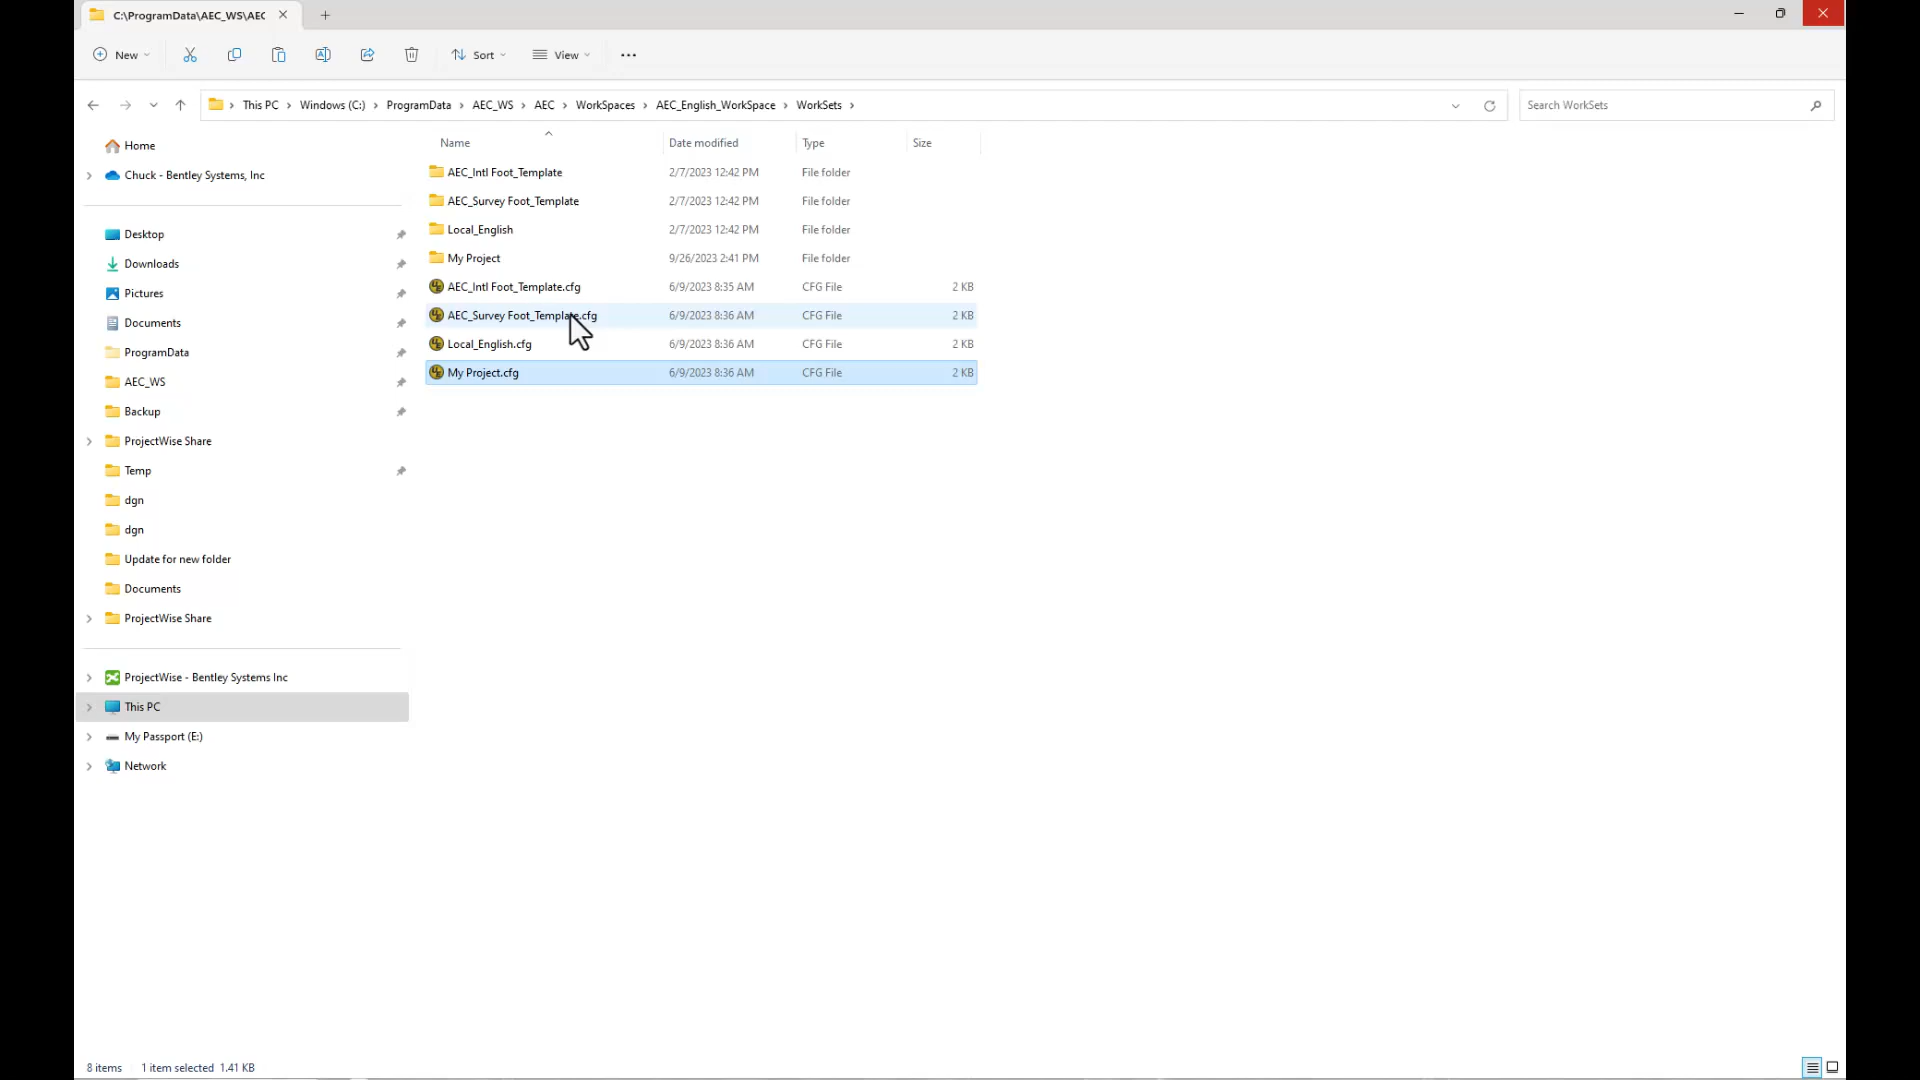 C:\ProgramData\AEC_WS\AEC
New
Sort
View
This PC > Windows (C:) > ProgramData > AEC_WS > AEC > WorkSpaces > AEC_English_WorkSpace > WorkSets >
Search WorkSets
Home
Chuck - Bentley Systems, Inc
Desktop
Downloads
Pictures
Documents
ProgramData
AEC_WS
Backup
ProjectWise Share
Temp
dgn
dgn
Update for new folder
Documents
ProjectWise Share
ProjectWise - Bentley Systems Inc
This PC
My Passport (E:)
Network
Name Date modified Type Size
AEC_Intl Foot_Template 2/7/2023 12:42 PM File folder
AEC_Survey Foot_Template 2/7/2023 12:42 PM File folder
Local_English 2/7/2023 12:42 PM File folder
My Project 9/26/2023 2:41 PM File folder
AEC_Intl Foot_Template.cfg 6/9/2023 8:35 AM CFG File 2 KB
AEC_Survey Foot_Template.cfg 6/9/2023 8:36 AM CFG File 2 KB
Local_English.cfg 6/9/2023 8:36 AM CFG File 2 KB
My Project.cfg 6/9/2023 8:36 AM CFG File 2 KB
8 items 1 item selected 1.41 KB